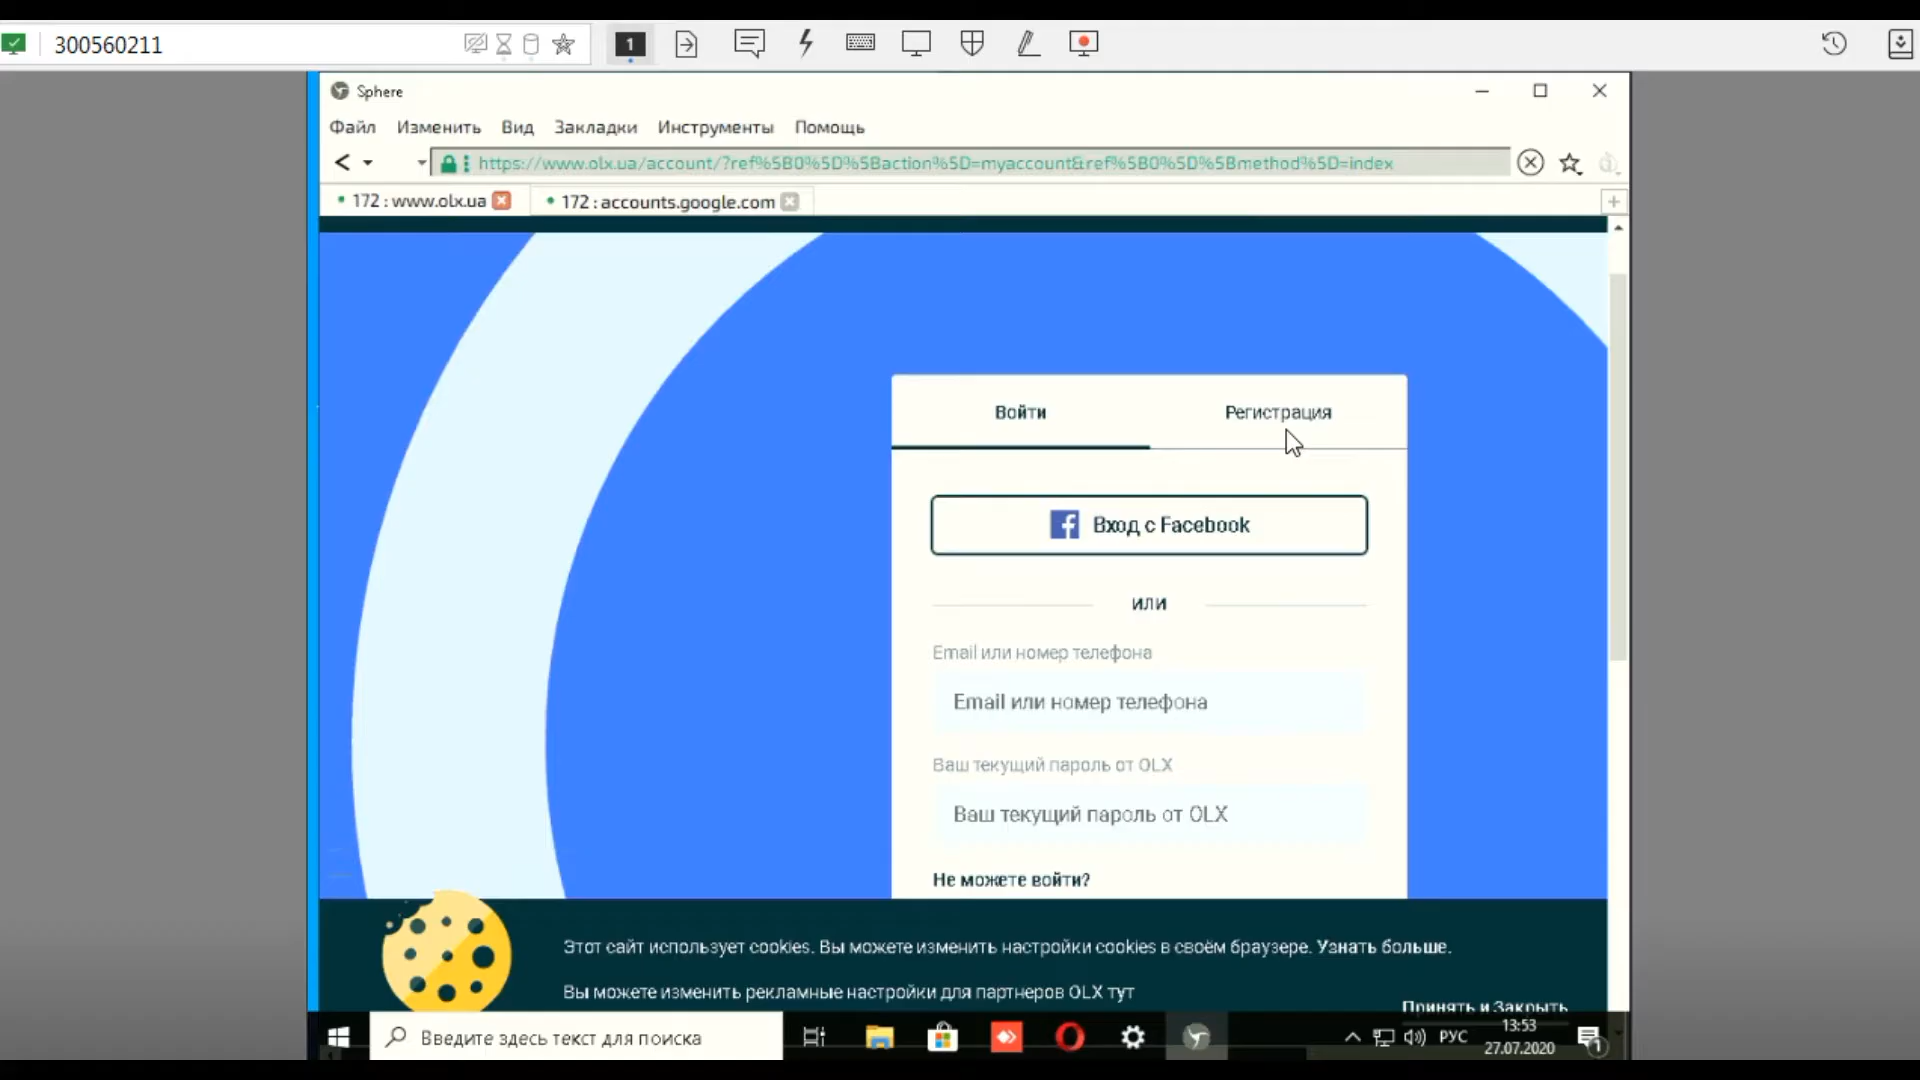 300560211
1
Sphere
Файл Изменить Вид Закладки Инструменты Помощь
https://www.olx.ua/account/?ref%5B0%5D%5Baction%5D=myaccount&ref%5B0%5D%5Bmethod%5D=index
172 : www.olx.ua 172 : accounts.google.com
Войти Регистрация
Вход с Facebook
или
Email или номер телефона
Email или номер телефона
Ваш текущий пароль от OLX
Ваш текущий пароль от OLX
Не можете войти?
Этот сайт использует cookies. Вы можете изменить настройки cookies в своём браузере. Узнать больше.
Вы можете изменить рекламные настройки для партнеров OLX тут
Принять и Закрыть
Введите здесь текст для поиска
РУС
13:53
27.07.2020
1